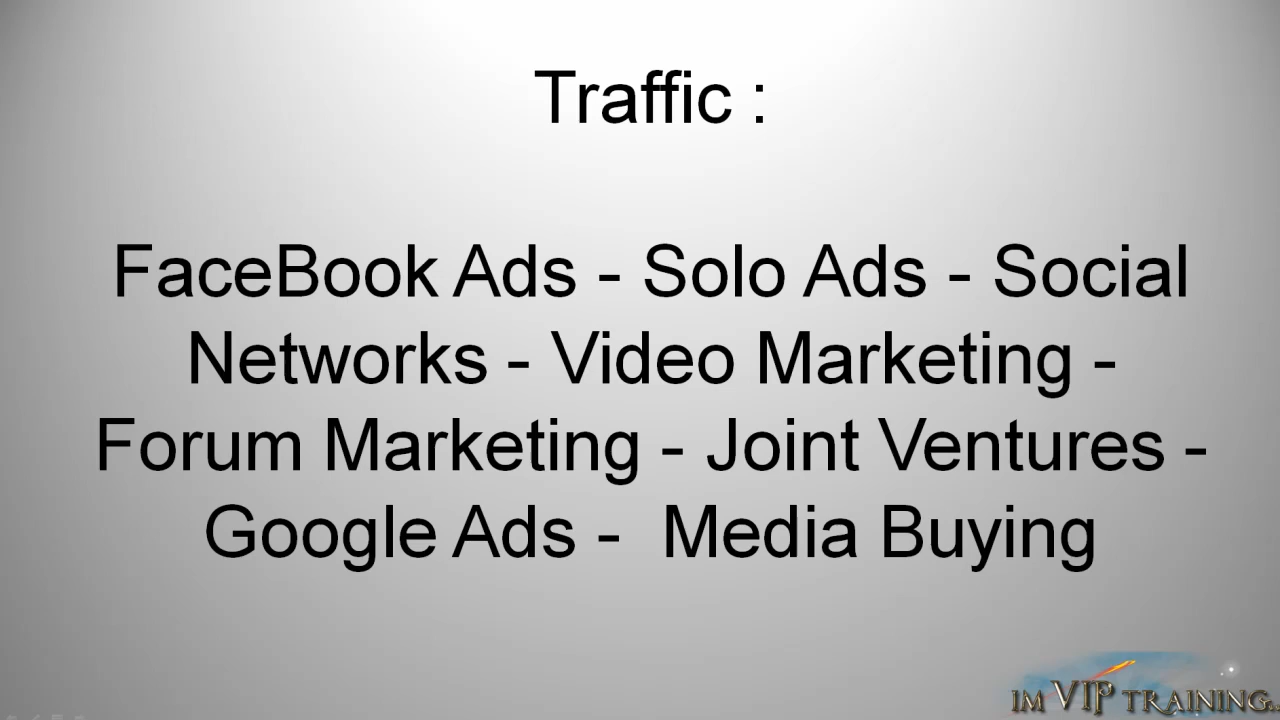 Traffic :
FaceBook Ads - Solo Ads - Social
Networks - Video Marketing -
Forum Marketing - Joint Ventures -
Google Ads -  Media Buying
IM VIP TRAINING..